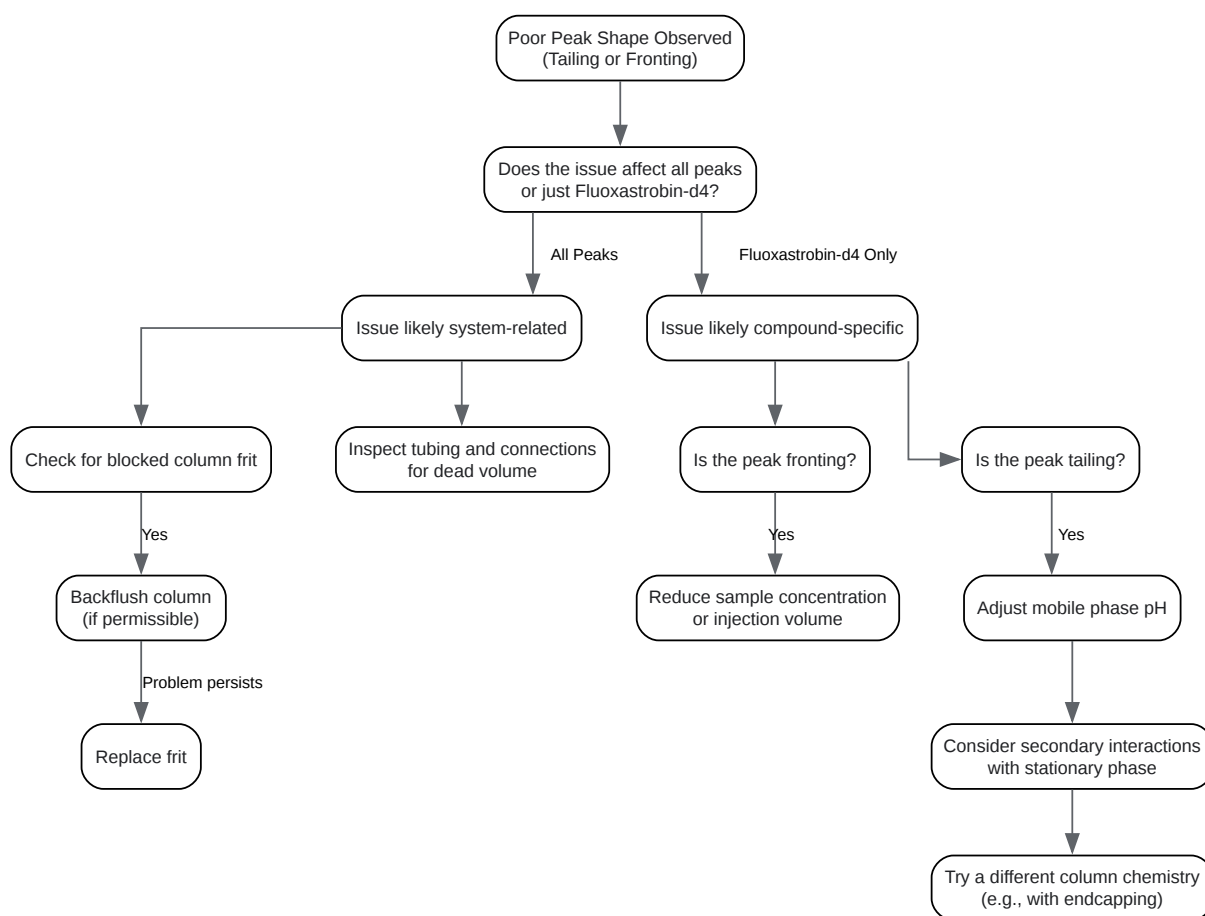 Poor Peak Shape Observed
(Tailing or Fronting)
Does the issue affect all peaks
or just Fluoxastrobin-d4?
All Peaks
Fluoxastrobin-d4 Only
Issue likely system-related
Issue likely compound-specific
Check for blocked column frit
Inspect tubing and connections
for dead volume
Is the peak fronting?
Is the peak tailing?
Yes
Yes
Yes
Backflush column
(if permissible)
Reduce sample concentration
or injection volume
Adjust mobile phase pH
Problem persists
Replace frit
Consider secondary interactions
with stationary phase
Try a different column chemistry
(e.g., with endcapping)